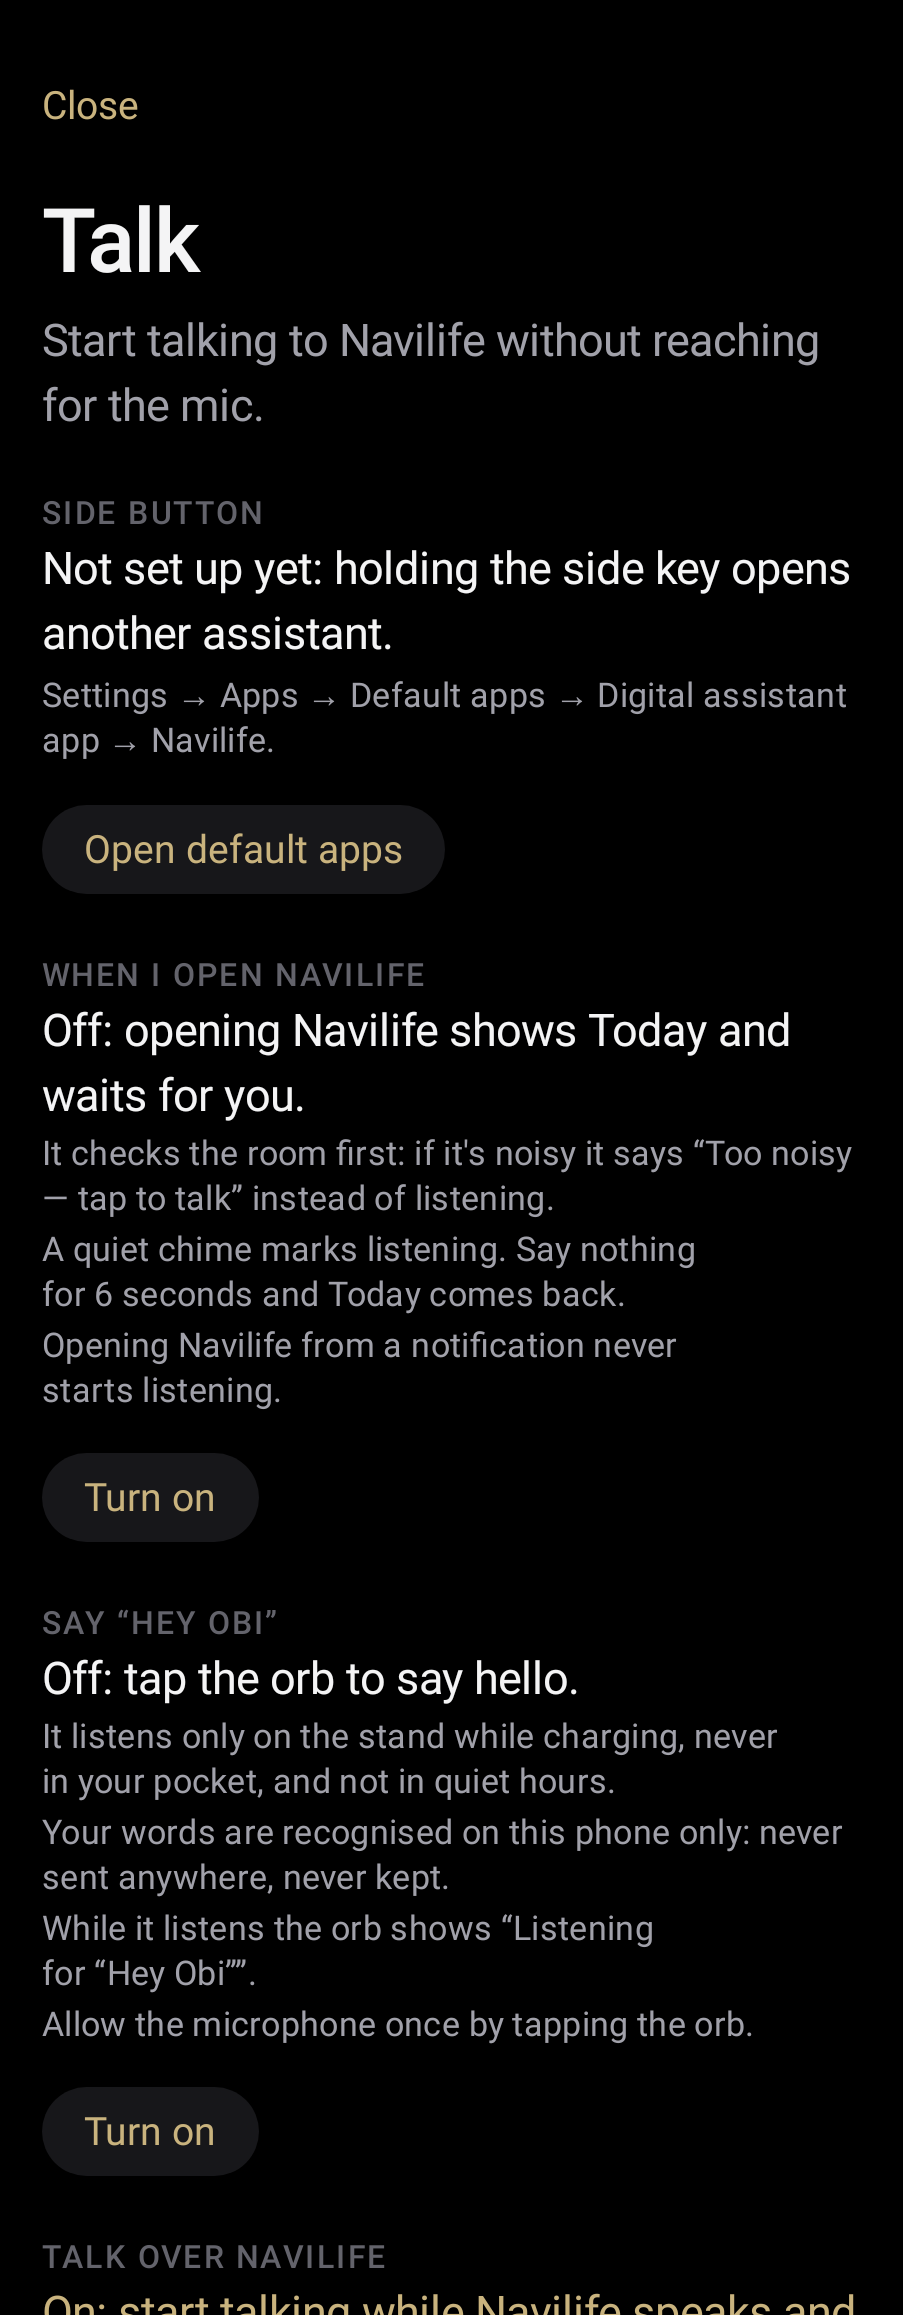 Close
Talk
Start talking to Navilife without reaching
for the mic.
SIDE BUTTON
Not set up yet: holding the side key opens
another assistant.
Settings → Apps → Default apps → Digital assistant
app → Navilife.
Open default apps
WHEN I OPEN NAVILIFE
Off: opening Navilife shows Today and
waits for you.
It checks the room first: if it's noisy it says “Too noisy
— tap to talk” instead of listening.
A quiet chime marks listening. Say nothing
for 6 seconds and Today comes back.
Opening Navilife from a notification never
starts listening.
Turn on
SAY “HEY OBI”
Off: tap the orb to say hello.
It listens only on the stand while charging, never
in your pocket, and not in quiet hours.
Your words are recognised on this phone only: never
sent anywhere, never kept.
While it listens the orb shows “Listening
for “Hey Obi””.
Allow the microphone once by tapping the orb.
Turn on
TALK OVER NAVILIFE
On: start talking while Navilife speaks and